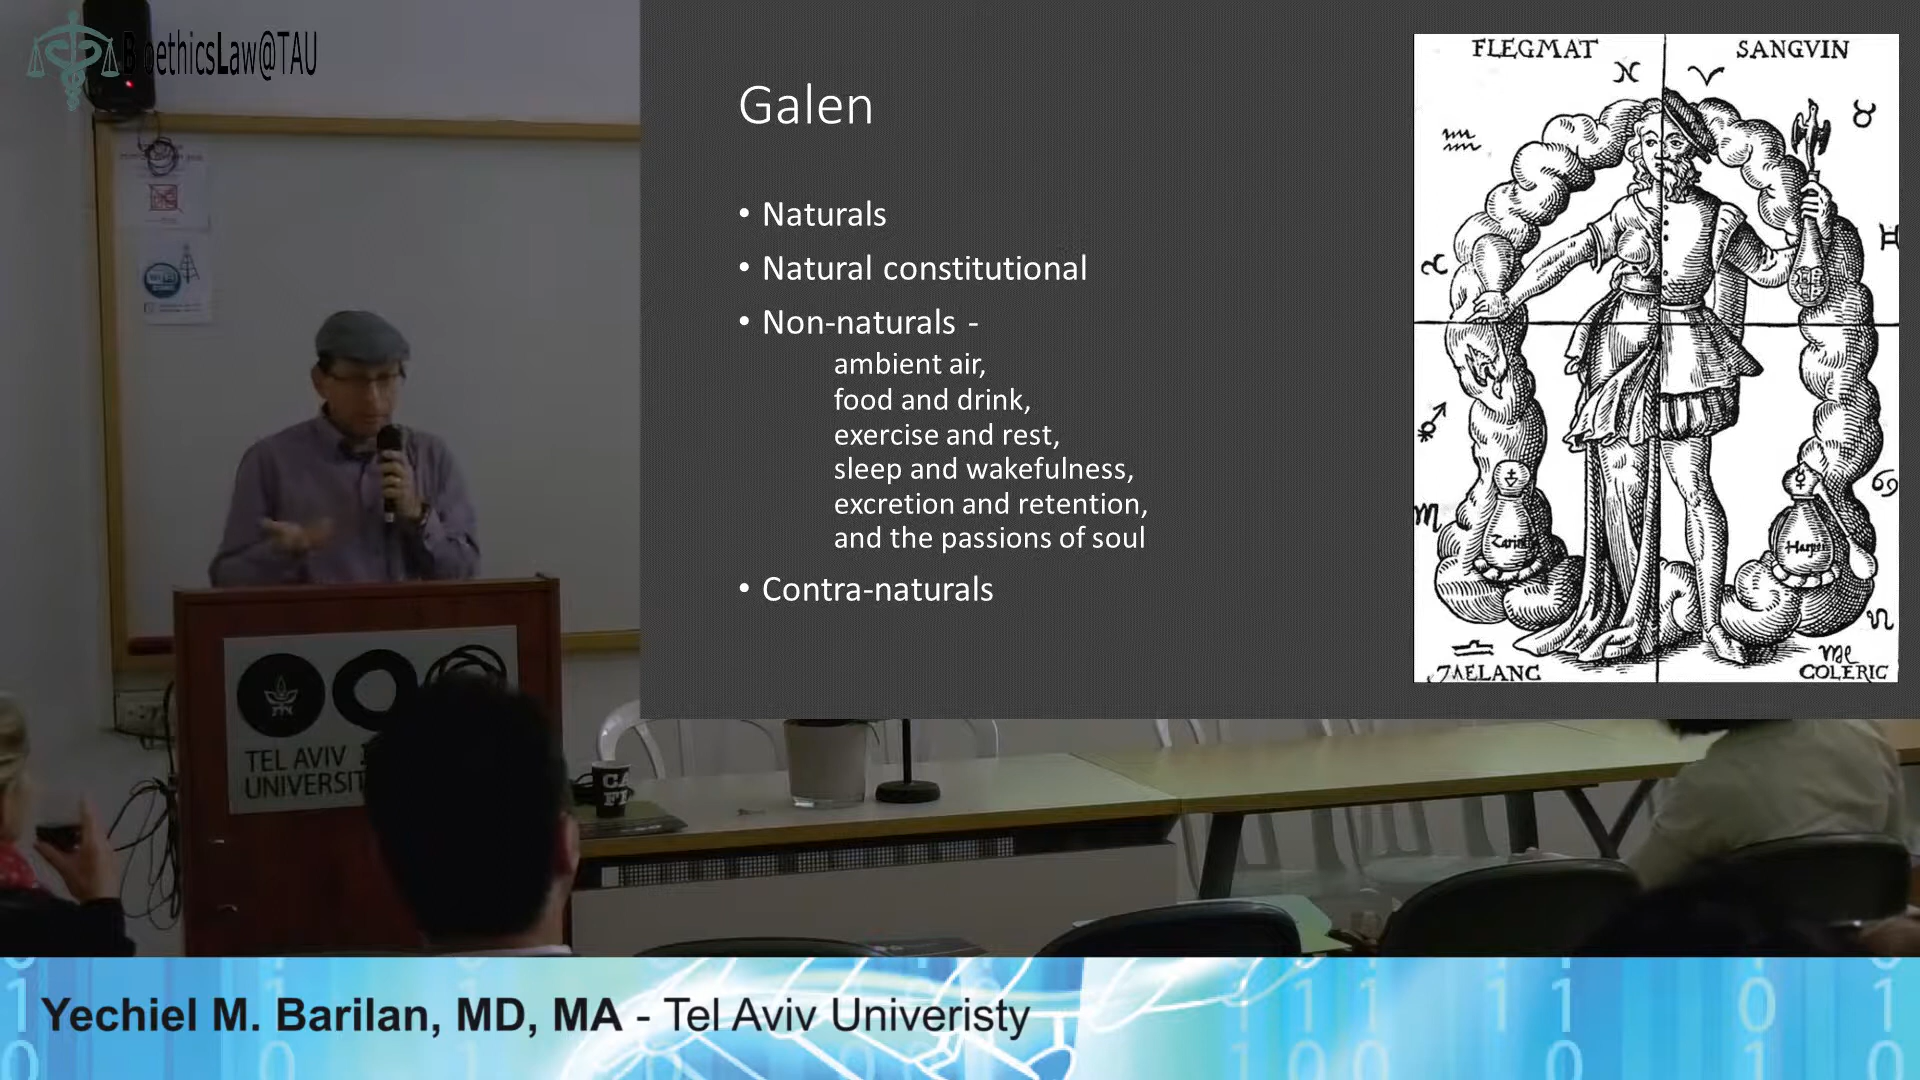 BioethicsLaw@TAU
Galen
• Naturals
• Natural constitutional
• Non-naturals -
ambient air,
food and drink,
exercise and rest,
sleep and wakefulness,
excretion and retention,
and the passions of soul
• Contra-naturals
FLEGMAT
SANGVIN
COLERIC
TEL AVIV
UNIVERSIT
Yechiel M. Barilan, MD, MA - Tel Aviv Univeristy